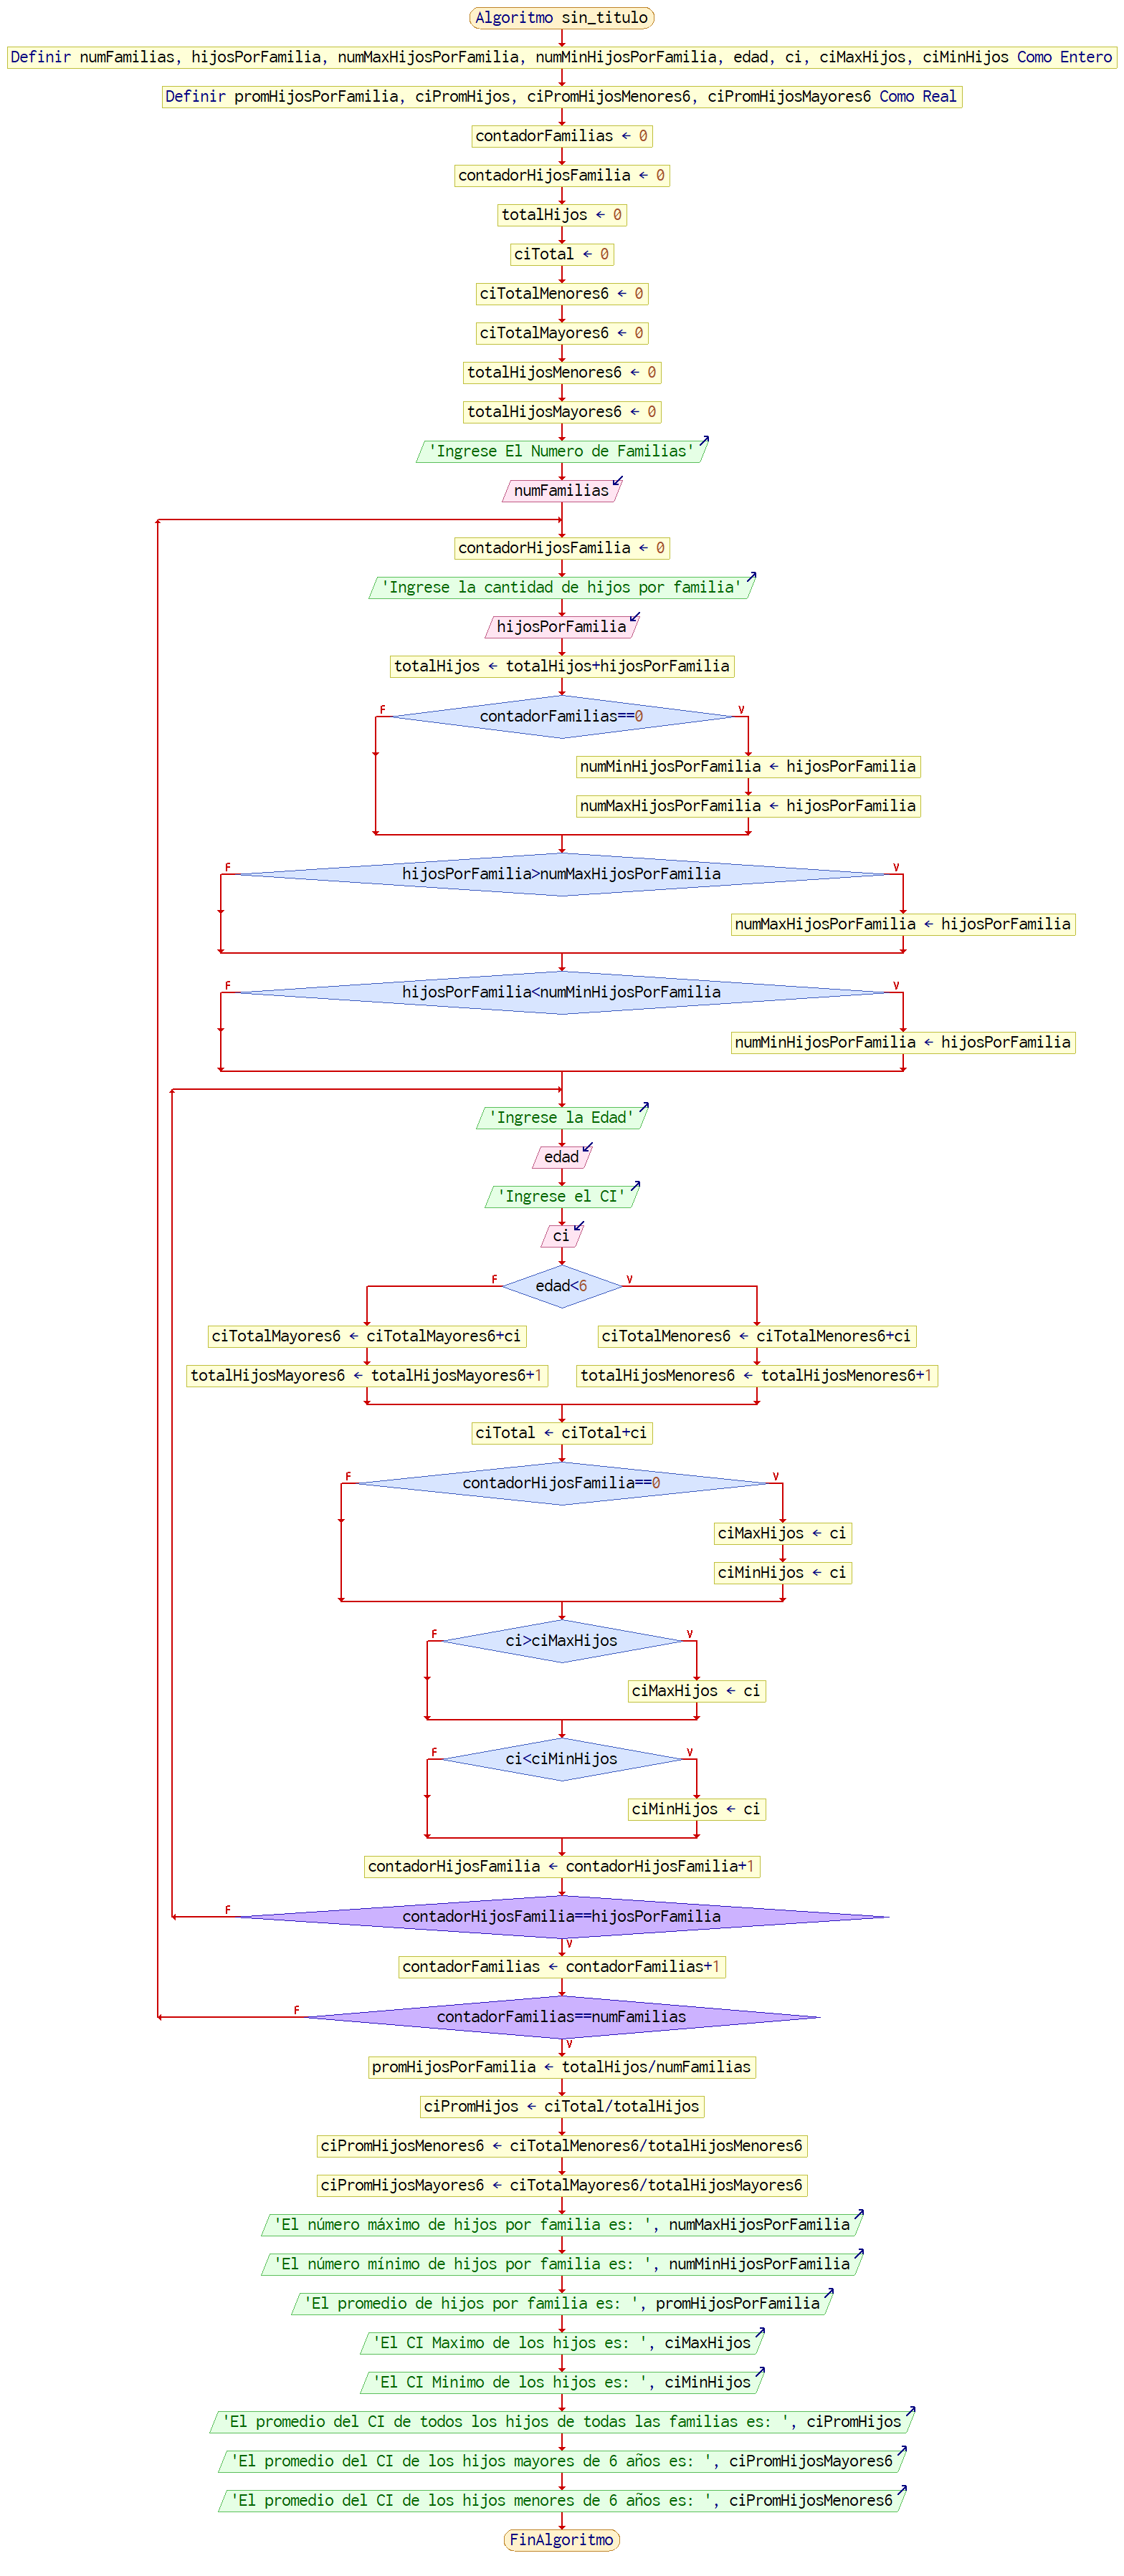 Algoritmo sin_titulo
Definir numFamilias, hijosPorFamilia, numMaxHijosPorFamilia, numMinHijosPorFamilia, edad, ci, ciMaxHijos, ciMinHijos Como Entero
Definir promHijosPorFamilia, ciPromHijos, ciPromHijosMenores6, ciPromHijosMayores6 Como Real
contadorFamilias ← 0
contadorHijosFamilia ← 0
totalHijos ← 0
ciTotal ← 0
ciTotalMenores6 ← 0
ciTotalMayores6 ← 0
totalHijosMenores6 ← 0
totalHijosMayores6 ← 0
'Ingrese El Numero de Familias'
numFamilias
contadorHijosFamilia ← 0
'Ingrese la cantidad de hijos por familia'
hijosPorFamilia
totalHijos ← totalHijos+hijosPorFamilia
F V
contadorFamilias==0
numMinHijosPorFamilia ← hijosPorFamilia
numMaxHijosPorFamilia ← hijosPorFamilia
F V
hijosPorFamilia>numMaxHijosPorFamilia
numMaxHijosPorFamilia ← hijosPorFamilia
F V
hijosPorFamilia<numMinHijosPorFamilia
numMinHijosPorFamilia ← hijosPorFamilia
'Ingrese la Edad'
edad
'Ingrese el CI'
ci
F V
edad<6
ciTotalMayores6 ← ciTotalMayores6+ci ciTotalMenores6 ← ciTotalMenores6+ci
totalHijosMayores6 ← totalHijosMayores6+1 totalHijosMenores6 ← totalHijosMenores6+1
ciTotal ← ciTotal+ci
F V
contadorHijosFamilia==0
ciMaxHijos ← ci
ciMinHijos ← ci
F V
ci>ciMaxHijos
ciMaxHijos ← ci
F V
ci<ciMinHijos
ciMinHijos ← ci
contadorHijosFamilia ← contadorHijosFamilia+1
F
contadorHijosFamilia==hijosPorFamilia
V
contadorFamilias ← contadorFamilias+1
F
contadorFamilias==numFamilias
V
promHijosPorFamilia ← totalHijos/numFamilias
ciPromHijos ← ciTotal/totalHijos
ciPromHijosMenores6 ← ciTotalMenores6/totalHijosMenores6
ciPromHijosMayores6 ← ciTotalMayores6/totalHijosMayores6
'El número máximo de hijos por familia es: ', numMaxHijosPorFamilia
'El número mínimo de hijos por familia es: ', numMinHijosPorFamilia
'El promedio de hijos por familia es: ', promHijosPorFamilia
'El CI Maximo de los hijos es: ', ciMaxHijos
'El CI Minimo de los hijos es: ', ciMinHijos
'El promedio del CI de todos los hijos de todas las familias es: ', ciPromHijos
'El promedio del CI de los hijos mayores de 6 años es: ', ciPromHijosMayores6
'El promedio del CI de los hijos menores de 6 años es: ', ciPromHijosMenores6
FinAlgoritmo